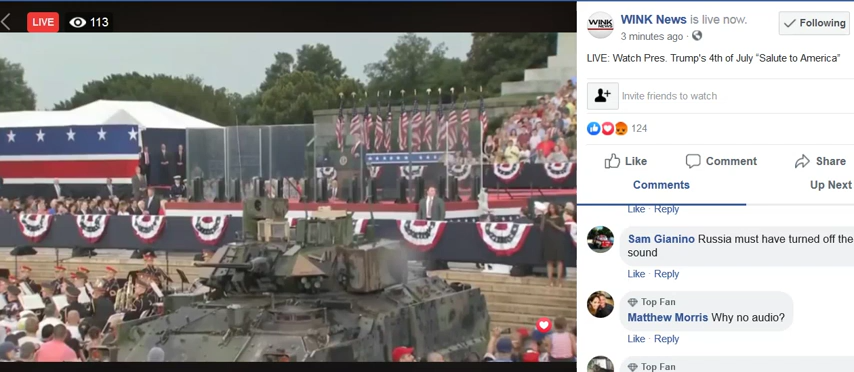 LIVE 113
WINK NEWS
WINK News is live now.
3 minutes ago ·
Following
LIVE: Watch Pres. Trump's 4th of July "Salute to America"
Invite friends to watch
124
Like Comment Share
Comments Up Next
Like · Reply
Sam Gianino Russia must have turned off the
sound
Like · Reply
Top Fan
Matthew Morris Why no audio?
Like · Reply
Top Fan